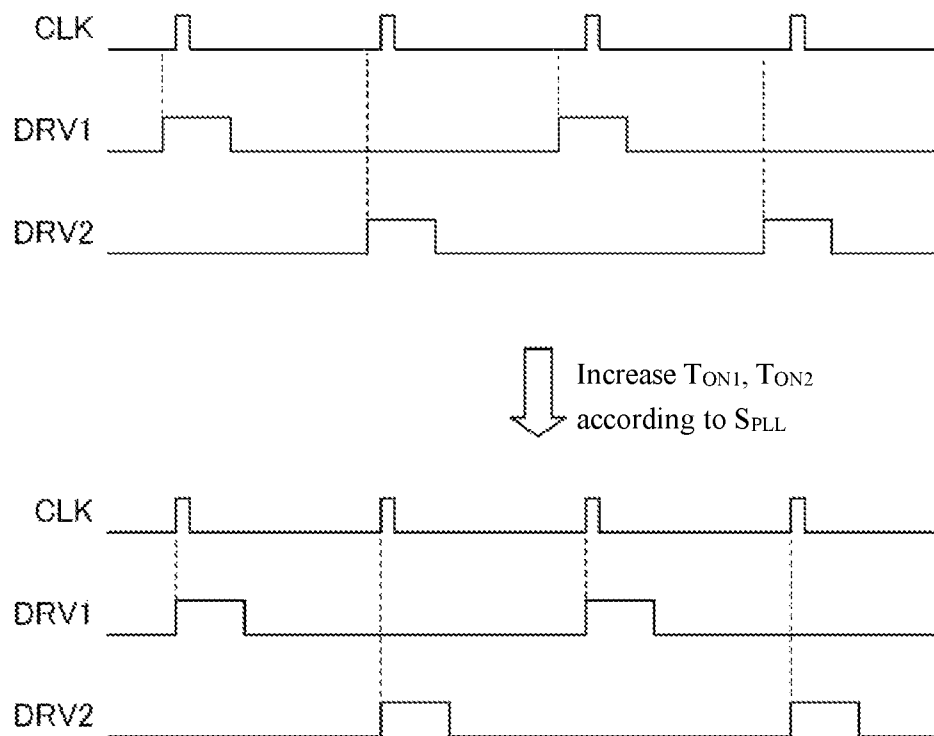 CLK
DRV1
DRV2
Increase TON1, TON2
according to SPLL
CLK
DRV1
DRV2